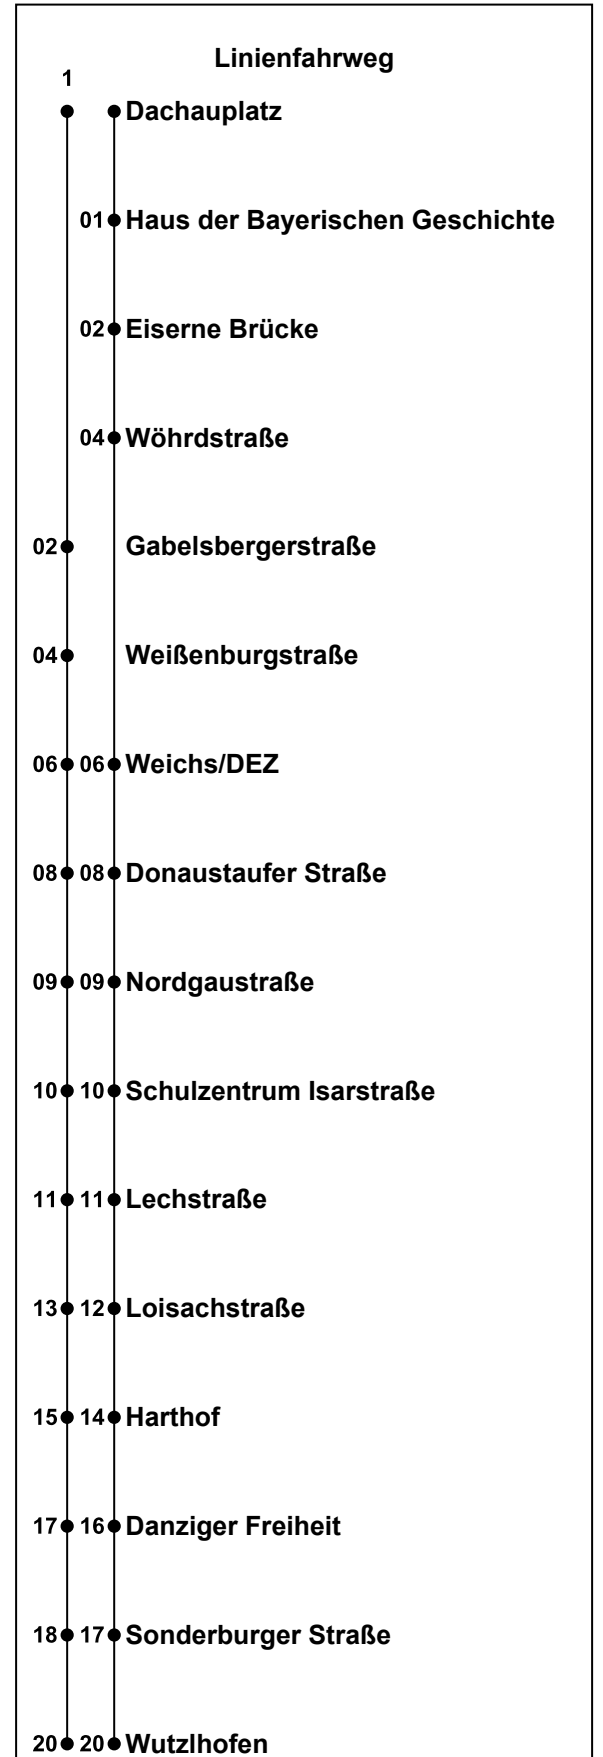 Linienfahrweg
1
Dachauplatz
01 Haus der Bayerischen Geschichte
02 Eiserne Brücke
04 Wöhrdstraße
02 Gabelsbergerstraße
04 Weißenburgstraße
06 06 Weichs/DEZ
08 08 Donaustaufer Straße
09 09 Nordgaustraße
10 10 Schulzentrum Isarstraße
11 11 Lechstraße
13 12 Loisachstraße
15 14 Harthof
17 16 Danziger Freiheit
18 17 Sonderburger Straße
20 20 Wutzlhofen